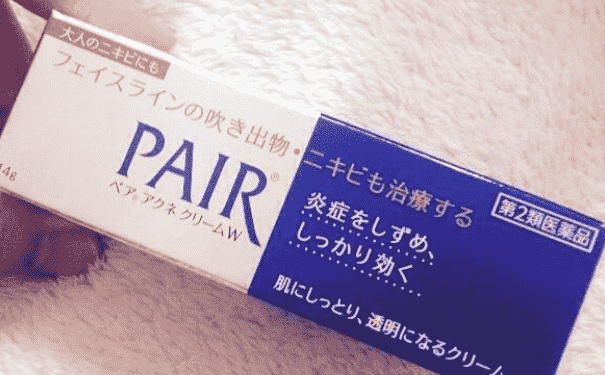 大人のニキビにも
フェイスラインの吹き出物・ニキビも治療する
PAIR®
ペア® アクネ クリームW
14g
第2類医薬品
炎症をしずめ、
しっかり効く
肌にしっとり、透明になるクリーム